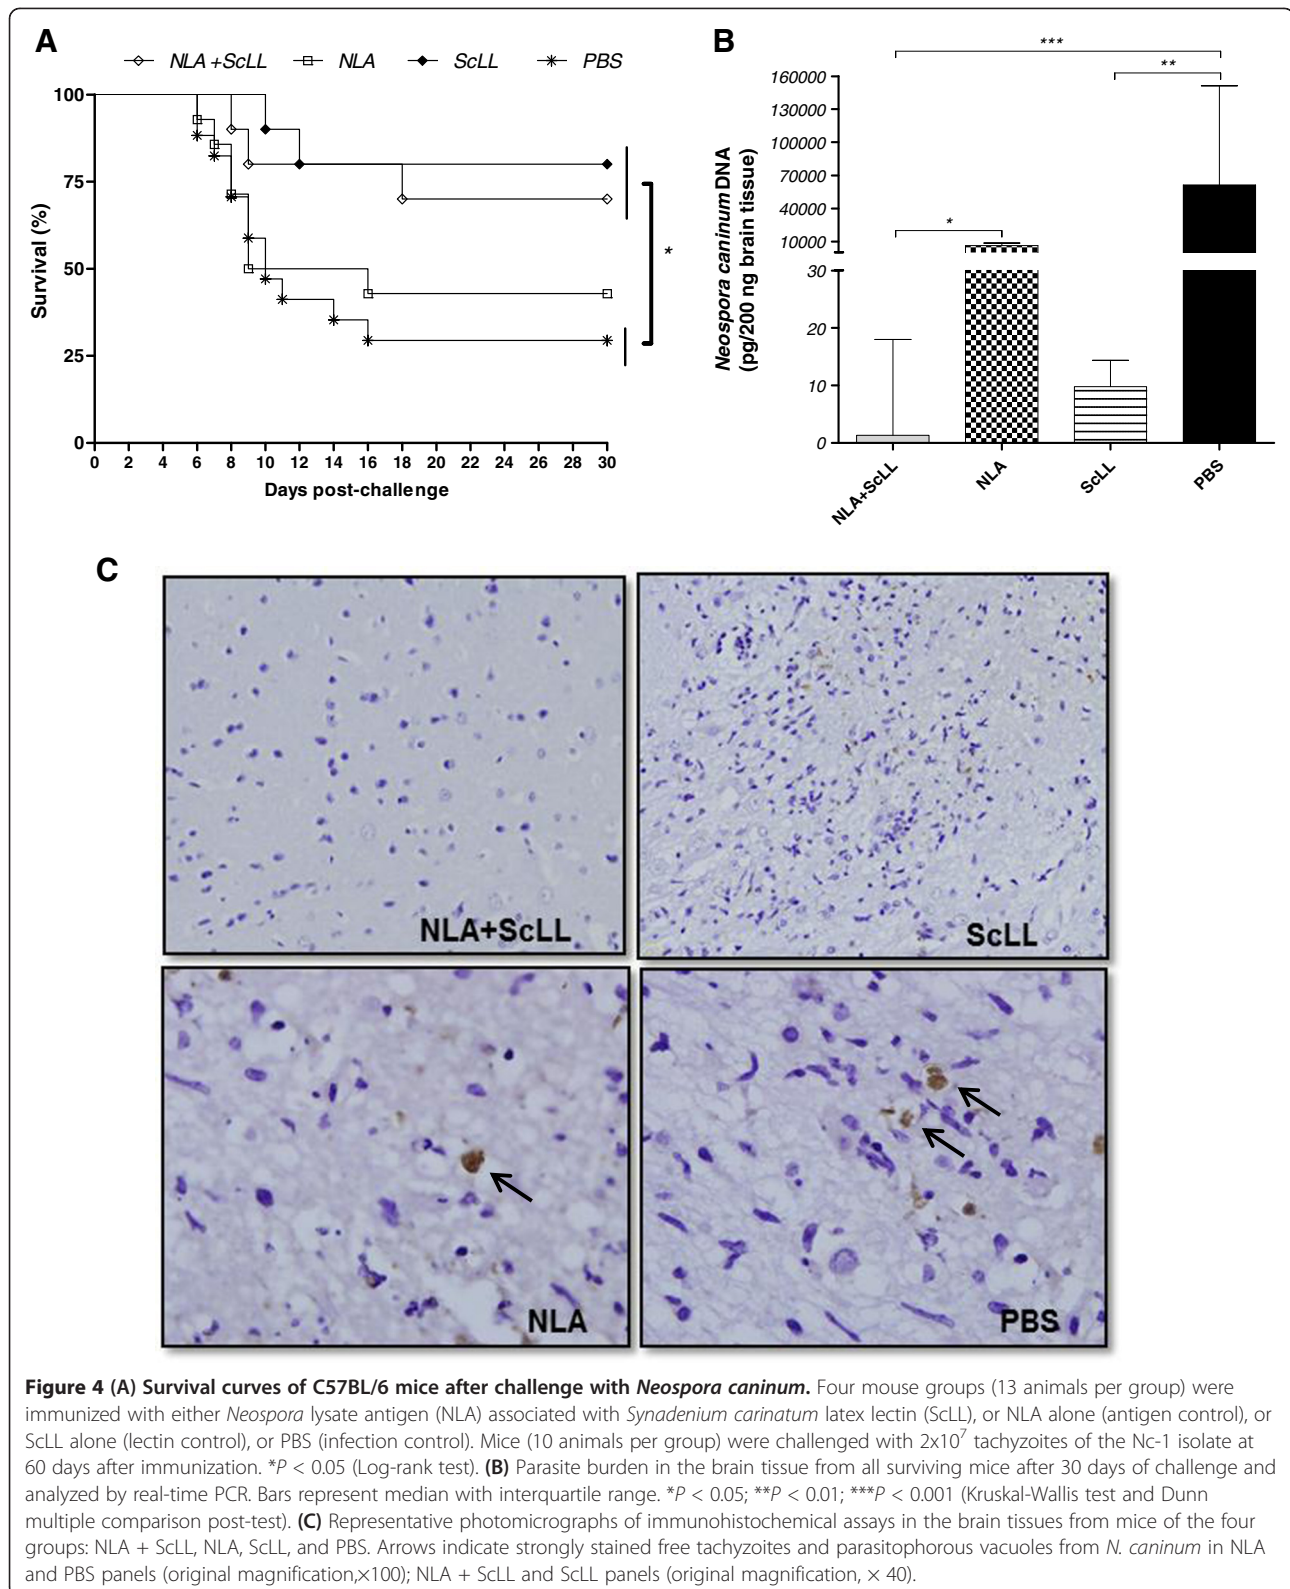 A
NLA +ScLL NLA ScLL PBS
100
75
50
25
0
Survival (%)
*
0 2 4 6 8 10 12 14 16 18 20 22 24 26 28 30
Days post-challenge
B
***
**
*
160000
130000
100000
70000
40000
10000
30
20
10
0
Neospora caninum DNA
(pg/200 ng brain tissue)
NLA+ScLL NLA ScLL PBS
C
NLA+ScLL
ScLL
NLA
PBS
Figure 4 (A) Survival curves of C57BL/6 mice after challenge with Neospora caninum. Four mouse groups (13 animals per group) were
immunized with either Neospora lysate antigen (NLA) associated with Synadenium carinatum latex lectin (ScLL), or NLA alone (antigen control), or
ScLL alone (lectin control), or PBS (infection control). Mice (10 animals per group) were challenged with 2x10⁷ tachyzoites of the Nc-1 isolate at
60 days after immunization. *P < 0.05 (Log-rank test). (B) Parasite burden in the brain tissue from all surviving mice after 30 days of challenge and
analyzed by real-time PCR. Bars represent median with interquartile range. *P < 0.05; **P < 0.01; ***P < 0.001 (Kruskal-Wallis test and Dunn
multiple comparison post-test). (C) Representative photomicrographs of immunohistochemical assays in the brain tissues from mice of the four
groups: NLA + ScLL, NLA, ScLL, and PBS. Arrows indicate strongly stained free tachyzoites and parasitophorous vacuoles from N. caninum in NLA
and PBS panels (original magnification,×100); NLA + ScLL and ScLL panels (original magnification, × 40).